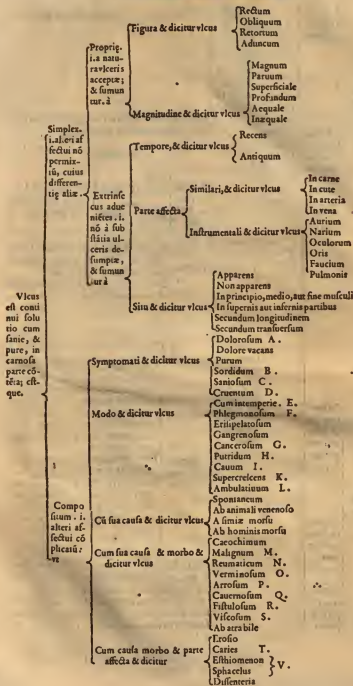 Vlcus
est conti
nui solu
tio cum
sanie, &
pure, in
carnosa
parte cō-
tēta; est-
que.
Simplex.
i. alteri af
fectui nō
permix-
tū, cuius
differen-
tię aliæ.
Proprię.
i. a natu-
ra vlceris
acceptæ;
& sumun
tur. à
Figura & dicitur vlcus
Rectum
Obliquum
Retortum
Aduncum
Magnitudine & dicitur vlcus
Magnum
Paruum
Superficiale
Profundum
Aequale
Inæquale
Extrinse
cus adue
niētes. i.
nō à sub
stātia ul-
ceris de-
sumptæ,
& sumun
tur à
Tempore, & dicitur vlcus
Recens
Antiquum
Parte affecta
Similari, & dicitur vlcus
In carne
In cute
In arteria
In vena
Instrumentali & dicitur vlcus
Aurium
Narium
Oculorum
Oris
Faucium
Pulmonis
Situ & dicitur vlcus
Apparens
Non apparens
In principio, medio, aut fine musculi
In supernis aut infernis partibus
Secundum longitudinem
Secundum transuersum
Compo
situm. i.
alteri af-
fectui cō
plicatū:
vt
Symptomati & dicitur vlcus
Dolorosum A.
Dolore vacans
Purum
Sordidum B.
Saniosum C.
Cruentum D.
Modo & dicitur vlcus
Cum intemperie. E.
Phlegmonosum F.
Erisipelatosum
Gangrenosum
Cancerosum G.
Putridum H.
Cauum I.
Supercrescens K.
Ambulatiuum L.
Cū sua causa & dicitur vlcus
Spontaneum
Ab animali venenoso
A simiæ morsu
Ab hominis morsu
Cum sua causa & morbo &
dicitur vlcus
Cacochimum
Malignum M.
Reumaticum N.
Verminosum O.
Arrosum P.
Cauernosum Q.
Fistulosum R.
Viscosum S.
Ab atra bile
Cum causa morbo & parte
affecta & dicitur
Erosio
Caries T.
Esthiomenon
Sphacelus
V.
Dissenteria